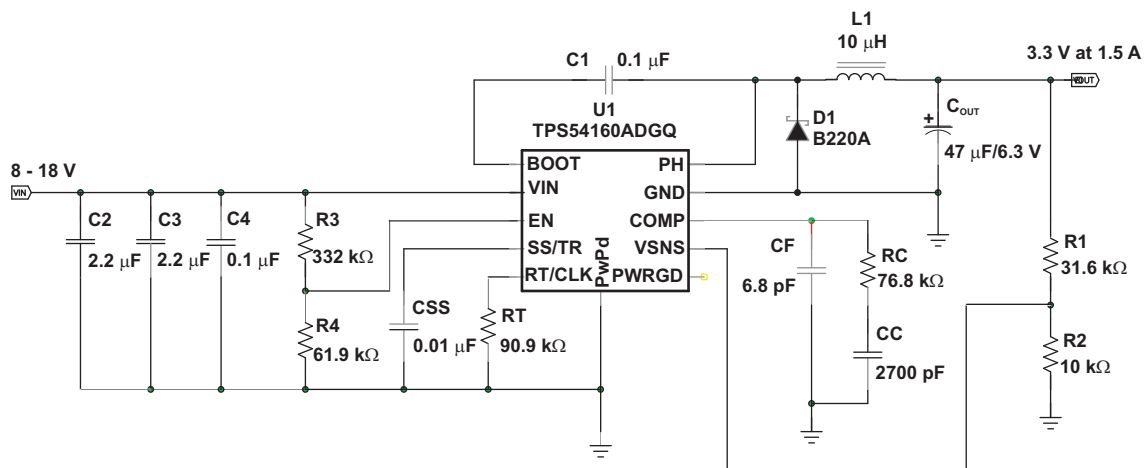 L1
10 μH
3.3 V at 1.5 A
C1
0.1 μF
VOUT
U1
TPS54160ADGQ
D1
B220A
C_OUT
+
47 μF/6.3 V
8 - 18 V
VIN
BOOT
VIN
EN
SS/TR
RT/CLK
PwPd
PH
GND
COMP
VSNS
PWRGD
C2
2.2 μF
C3
2.2 μF
C4
0.1 μF
R3
332 kΩ
R4
61.9 kΩ
CSS
0.01 μF
RT
90.9 kΩ
CF
6.8 pF
RC
76.8 kΩ
CC
2700 pF
R1
31.6 kΩ
R2
10 kΩ